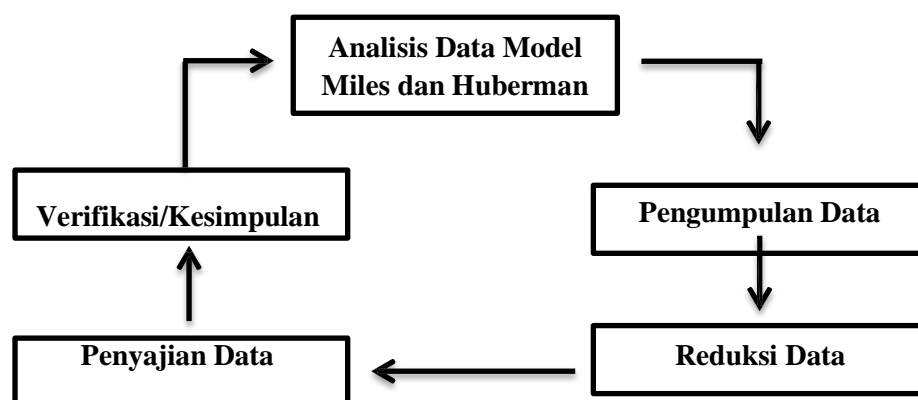 Analisis Data Model
Miles dan Huberman
Verifikasi/Kesimpulan
Pengumpulan Data
Penyajian Data
Reduksi Data